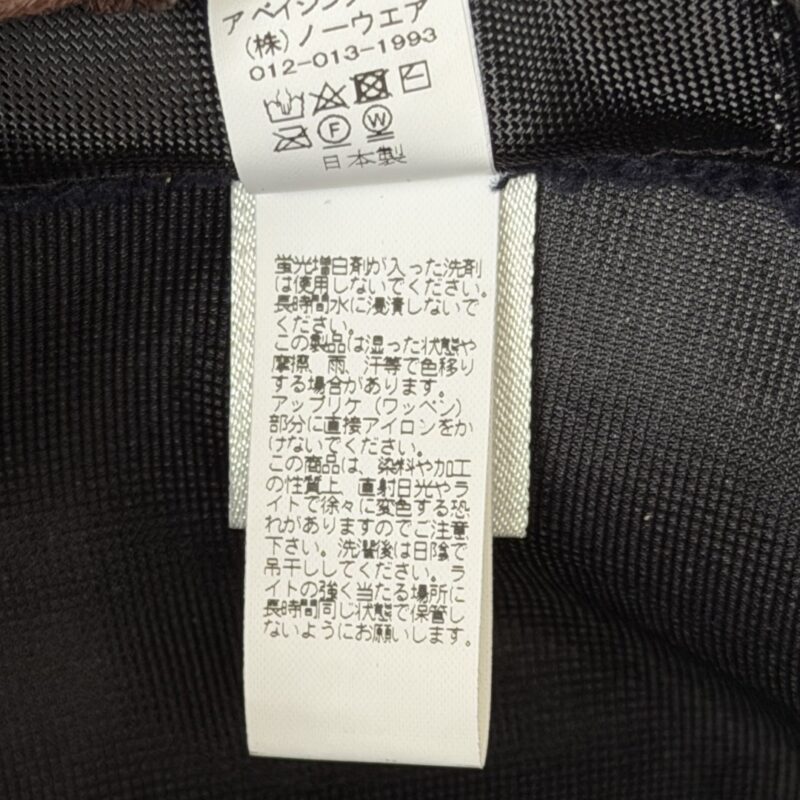 ア ベイシング
(株)ノーウエア
012-013-1993
F W
日本製
蛍光増白剤が入った洗剤
は使用しないでください。
長時間水に浸漬しないで
ください。
この製品は湿った状態や
摩擦、雨、汗等で色移り
する場合があります。
アップリケ（ワッペン）
部分に直接アイロンをか
けないでください。
この商品は、染料や加工
の性質上、直射日光やラ
イトで徐々に変色する恐
れがありますのでご注意
下さい。洗濯後は日陰で
吊干ししてください。ラ
イトの強く当たる場所に
長時間同じ状態で保管し
ないようにお願いします。